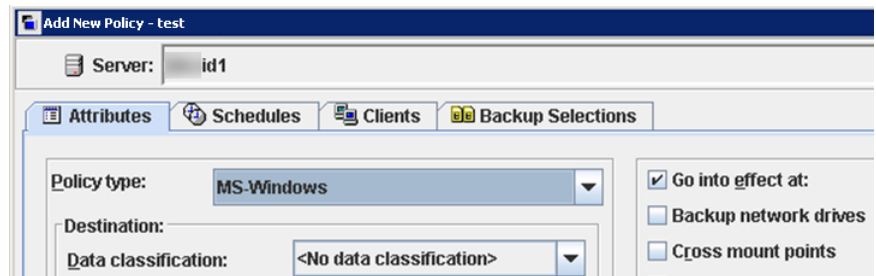 Add New Policy - test
Server: id1
Attributes Schedules Clients Backup Selections
Policy type: MS-Windows
Go into effect at:
Backup network drives
Destination:
Data classification: <No data classification>
Cross mount points